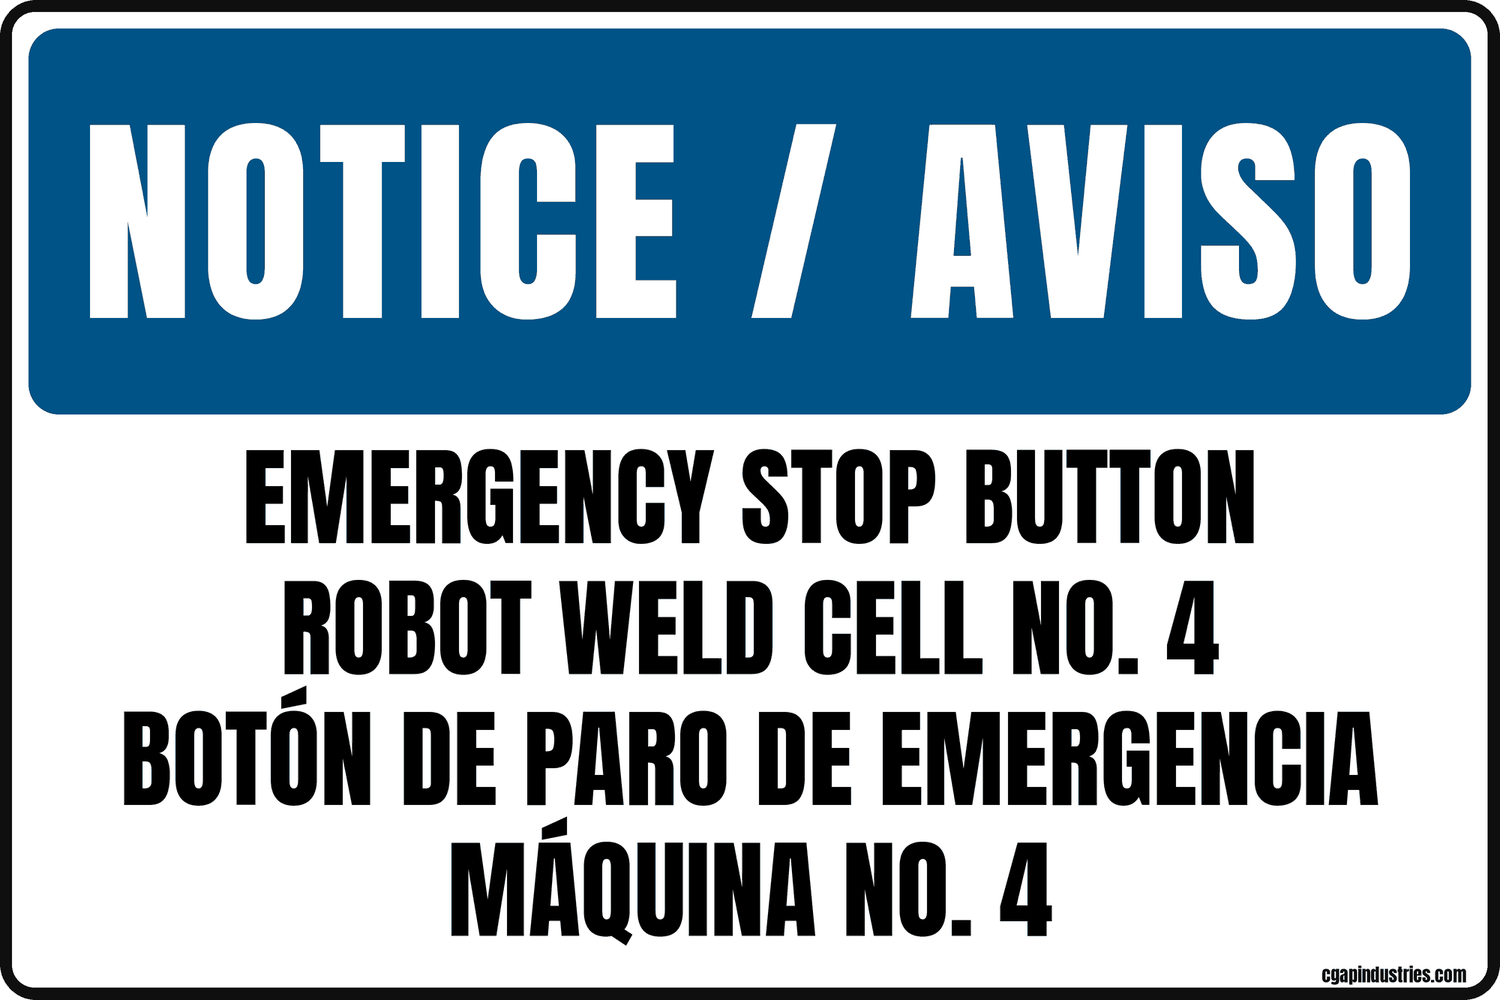 NOTICE / AVISO
EMERGENCY STOP BUTTON
ROBOT WELD CELL NO. 4
BOTÓN DE PARO DE EMERGENCIA
MÁQUINA NO. 4
cgapindustries.com